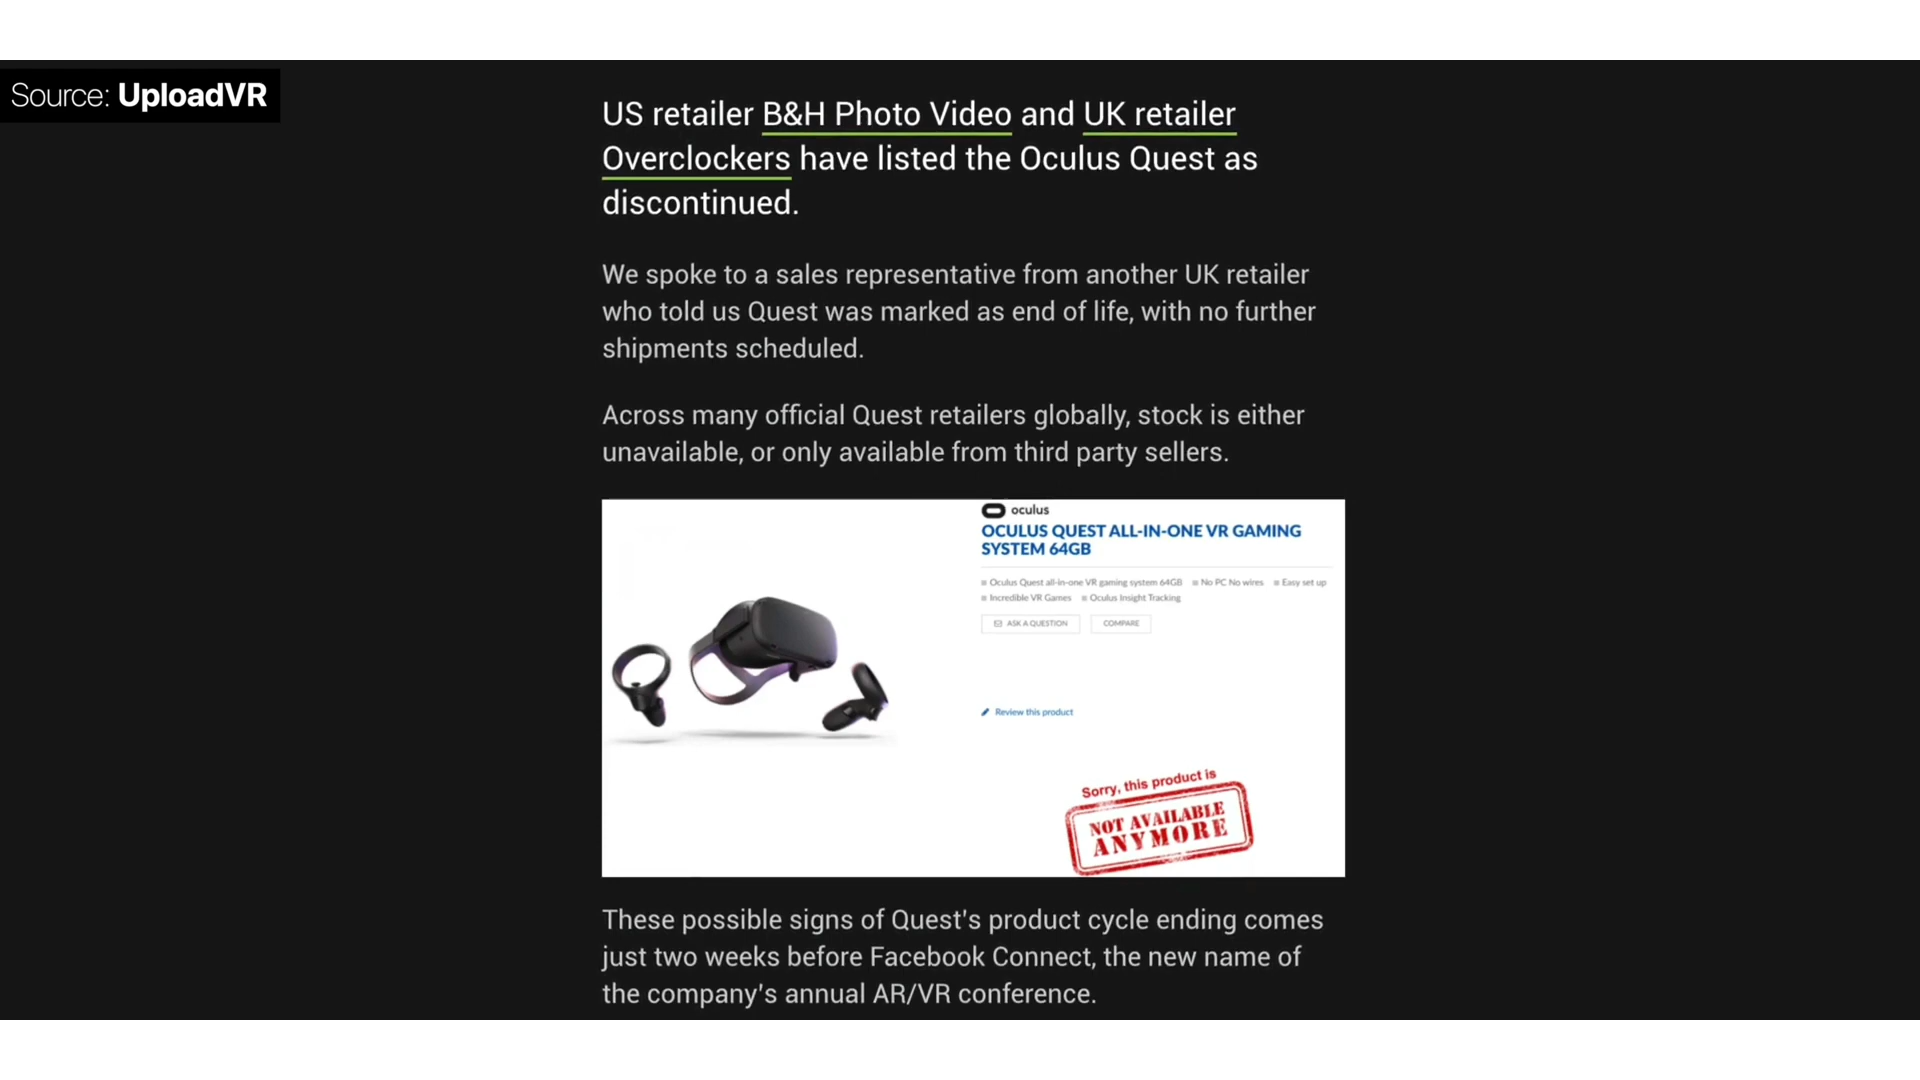 Source: UploadVR
US retailer B&H Photo Video and UK retailer
Overclockers have listed the Oculus Quest as
discontinued.
We spoke to a sales representative from another UK retailer
who told us Quest was marked as end of life, with no further
shipments scheduled.
Across many official Quest retailers globally, stock is either
unavailable, or only available from third party sellers.
oculus
OCULUS QUEST ALL-IN-ONE VR GAMING
SYSTEM 64GB
Oculus Quest all-in-one VR gaming system 64GB No PC No wires Easy set up
Incredible VR Games Oculus Insight Tracking
ASK A QUESTION COMPARE
Review this product
Sorry, this product is
NOT AVAILABLE
ANYMORE
These possible signs of Quest's product cycle ending comes
just two weeks before Facebook Connect, the new name of
the company's annual AR/VR conference.